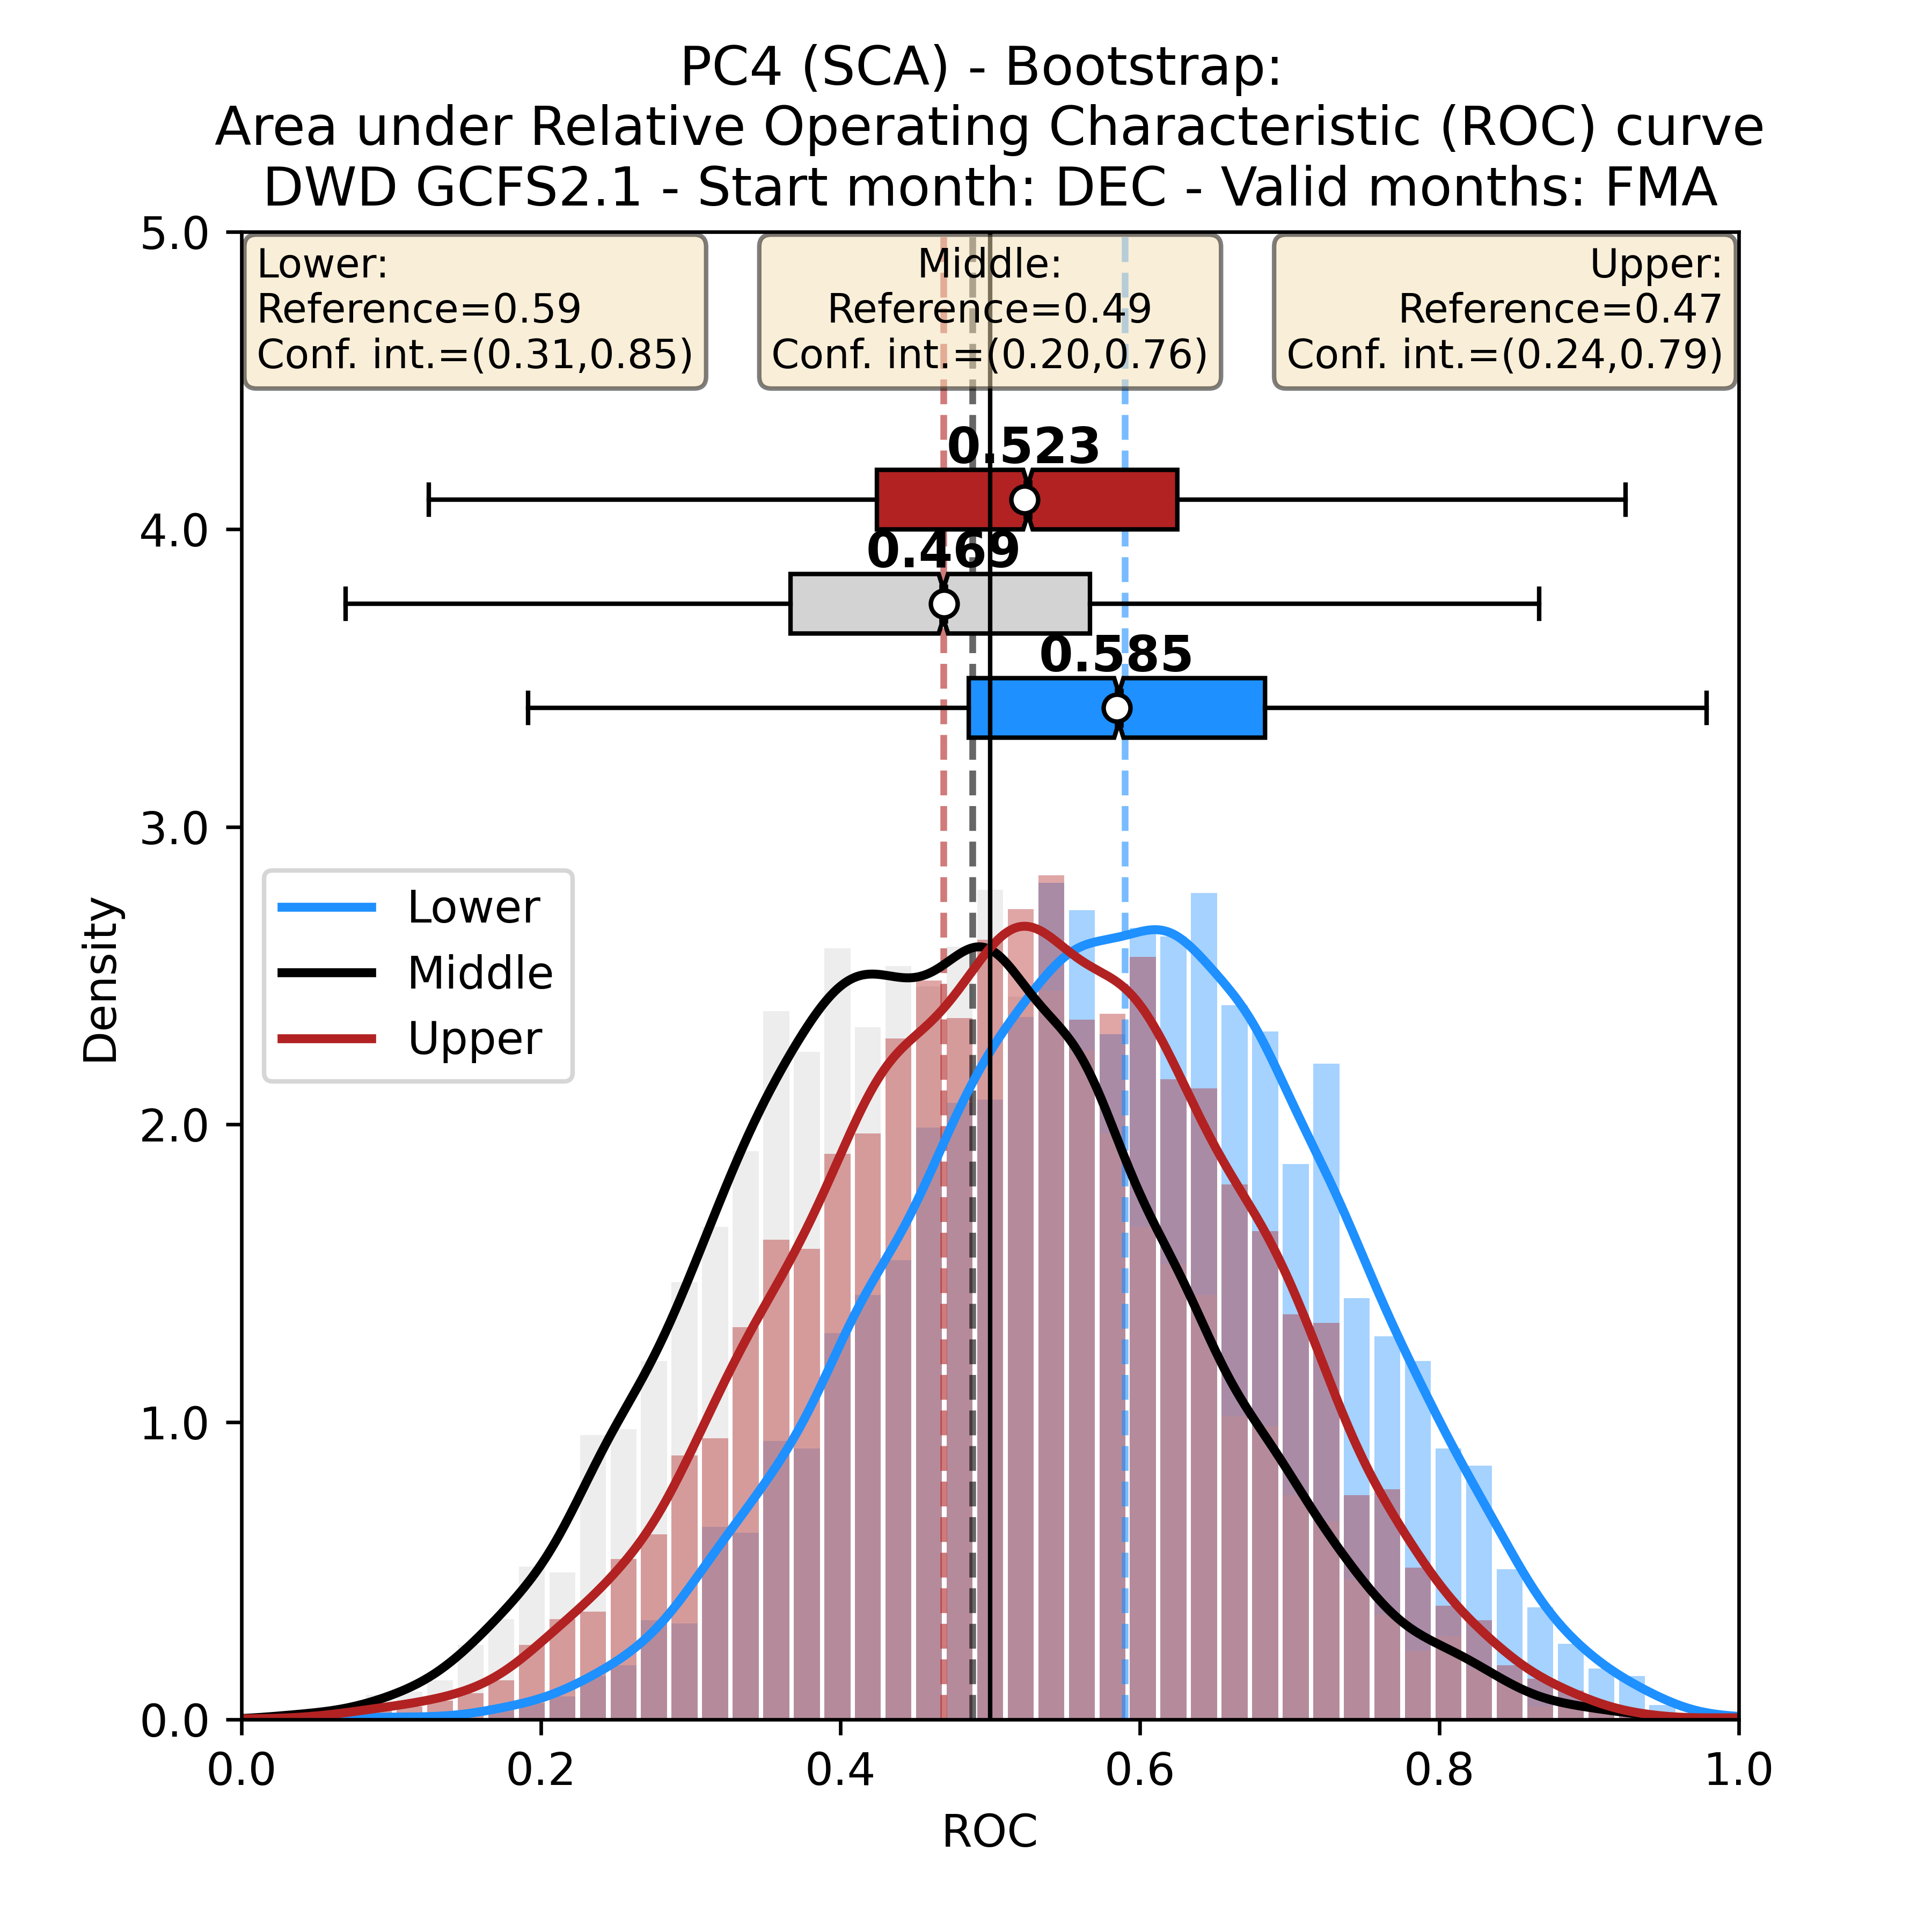 PC4 (SCA) - Bootstrap:
Area under Relative Operating Characteristic (ROC) curve
DWD GCFS2.1 - Start month: DEC - Valid months: FMA
5.0
Lower:
Reference=0.59
Conf. int.=(0.31,0.85)
Middle:
Reference=0.49
Conf. int.=(0.20,0.76)
Upper:
Reference=0.47
Conf. int.=(0.24,0.79)
0.523
4.0
0.469
0.585
3.0
Density
Lower
Middle
Upper
2.0
1.0
0.0
0.0
0.2
0.4
0.6
0.8
1.0
ROC